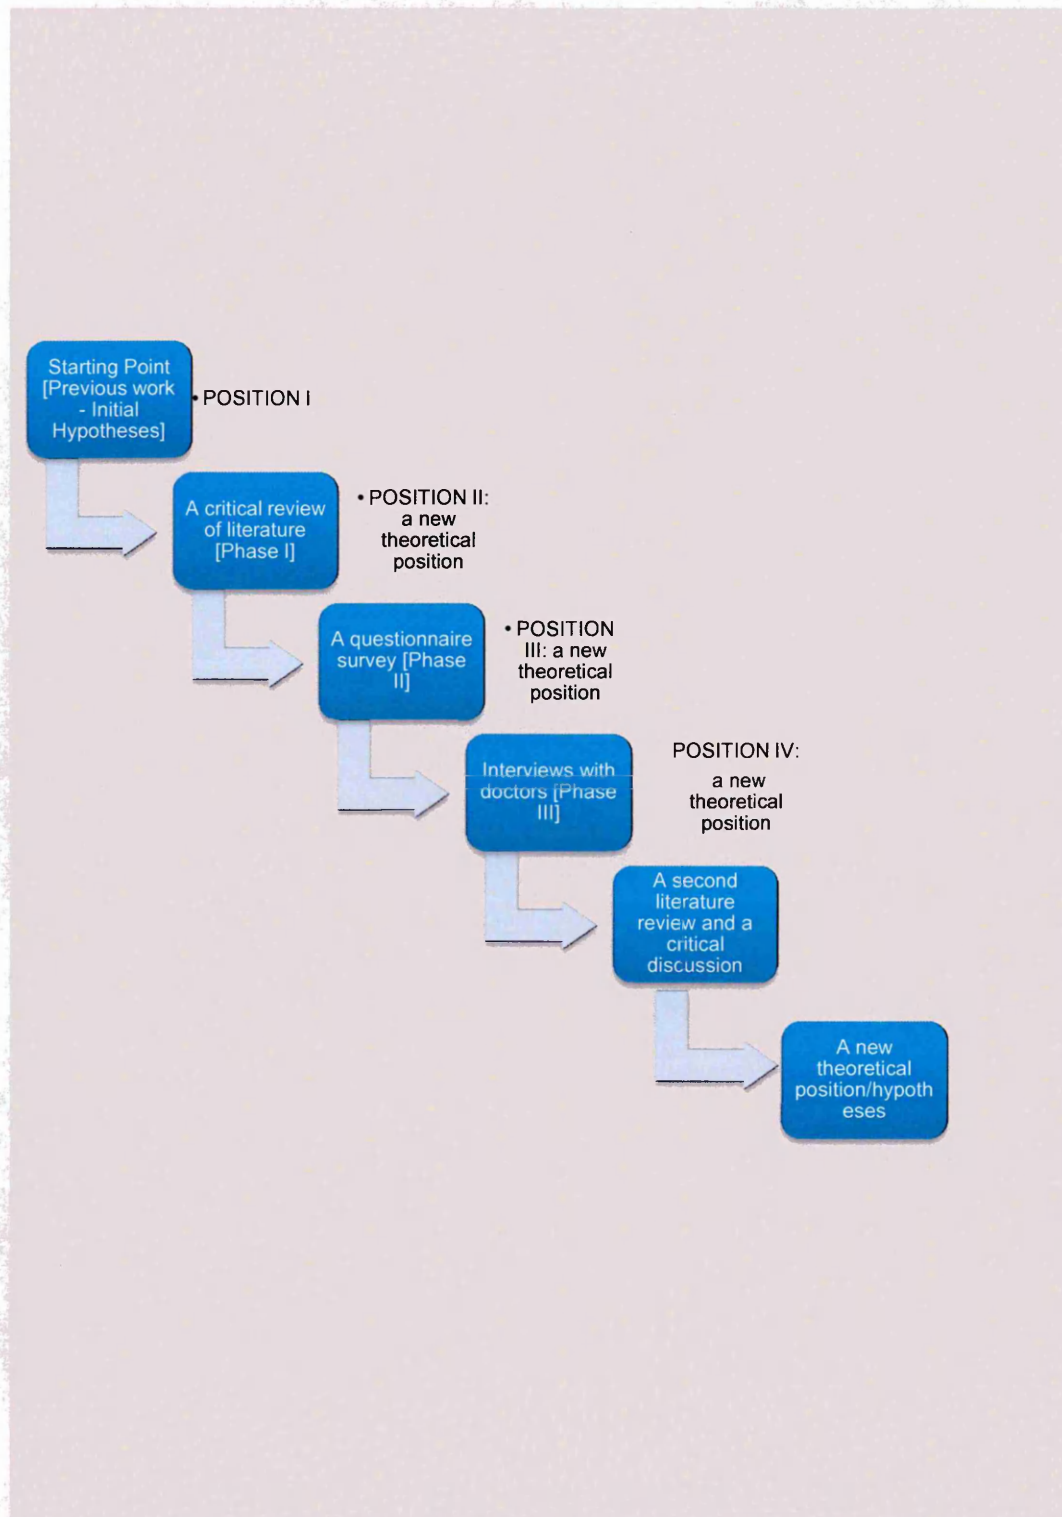 Starting Point
[Previous work
- Initial
Hypotheses]
• POSITION I
A critical review
of literature
[Phase I]
• POSITION II:
a new
theoretical
position
A questionnaire
survey [Phase
II]
• POSITION
III: a new
theoretical
position
Interviews with
doctors [Phase
III]
POSITION IV:
a new
theoretical
position
A second
literature
review and a
critical
discussion
A new
theoretical
position/hypoth
eses